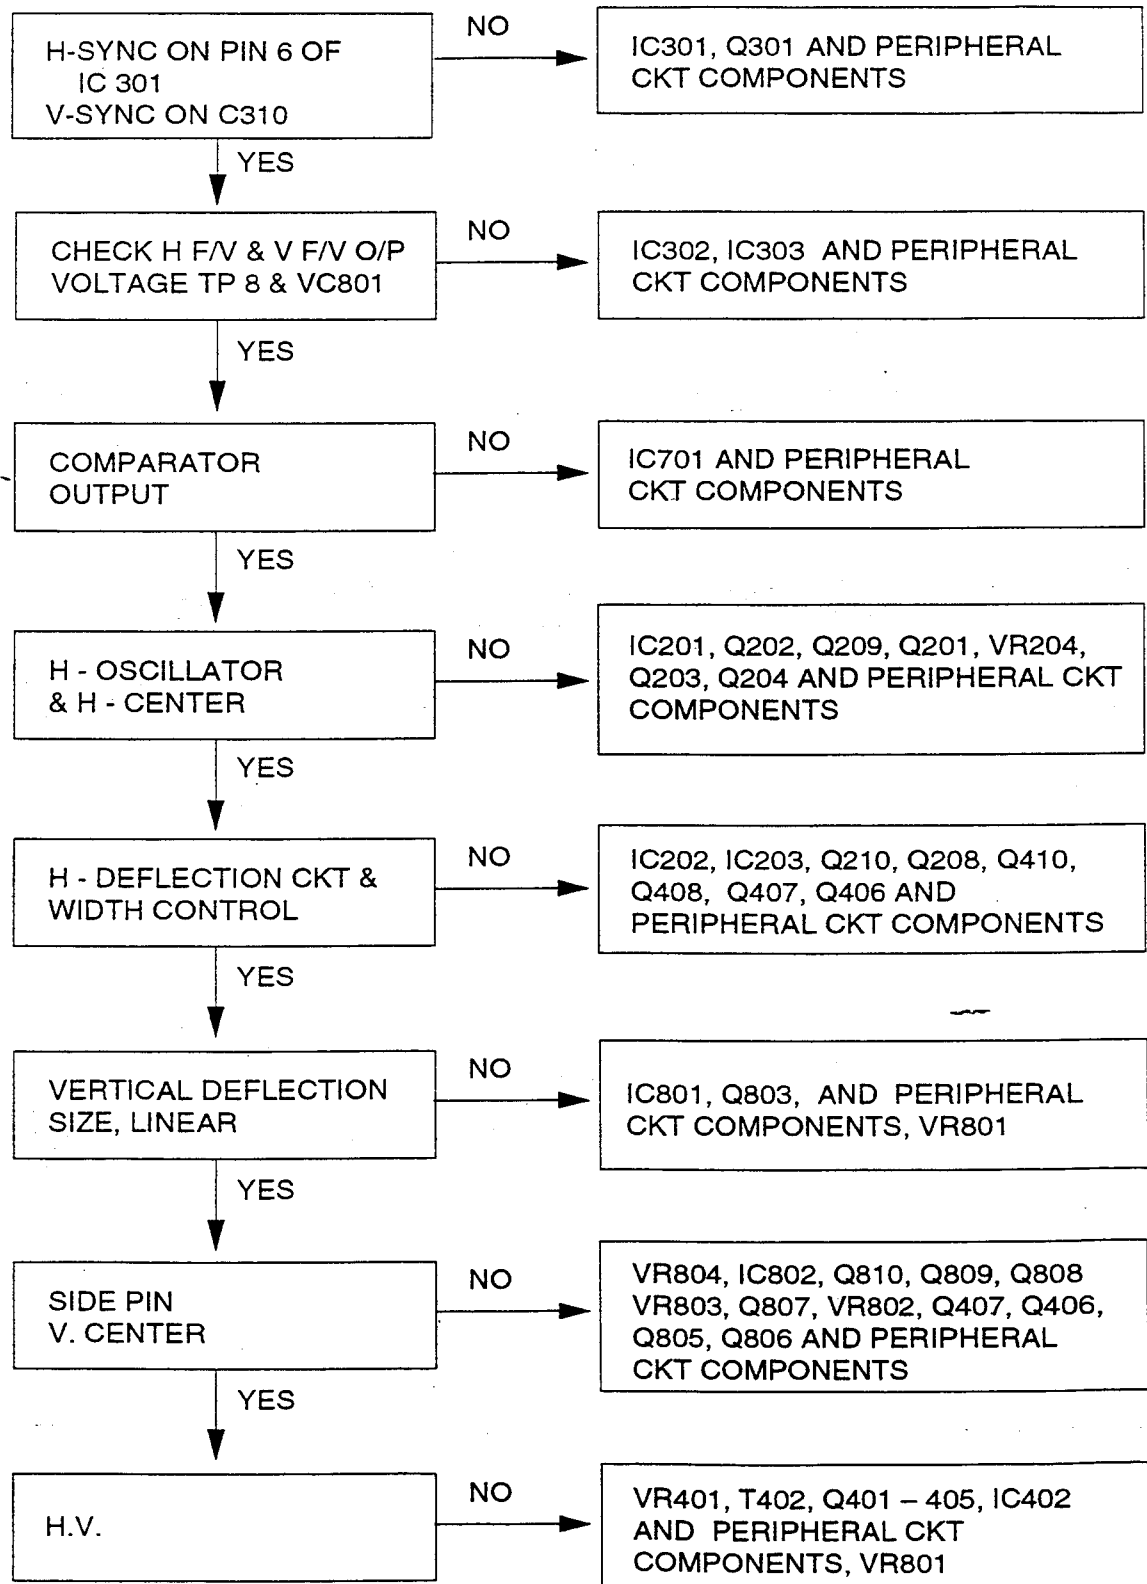 H-SYNC ON PIN 6 OF
IC 301
V-SYNC ON C310
NO
IC301, Q301 AND PERIPHERAL
CKT COMPONENTS
YES
CHECK H F/V & V F/V O/P
VOLTAGE TP 8 & VC801
NO
IC302, IC303 AND PERIPHERAL
CKT COMPONENTS
YES
COMPARATOR
OUTPUT
NO
IC701 AND PERIPHERAL
CKT COMPONENTS
YES
H - OSCILLATOR
& H - CENTER
NO
IC201, Q202, Q209, Q201, VR204,
Q203, Q204 AND PERIPHERAL CKT
COMPONENTS
YES
H - DEFLECTION CKT &
WIDTH CONTROL
NO
IC202, IC203, Q210, Q208, Q410,
Q408, Q407, Q406 AND
PERIPHERAL CKT COMPONENTS
YES
VERTICAL DEFLECTION
SIZE, LINEAR
NO
IC801, Q803, AND PERIPHERAL
CKT COMPONENTS, VR801
YES
SIDE PIN
V. CENTER
NO
VR804, IC802, Q810, Q809, Q808
VR803, Q807, VR802, Q407, Q406,
Q805, Q806 AND PERIPHERAL
CKT COMPONENTS
YES
H.V.
NO
VR401, T402, Q401 – 405, IC402
AND PERIPHERAL CKT
COMPONENTS, VR801